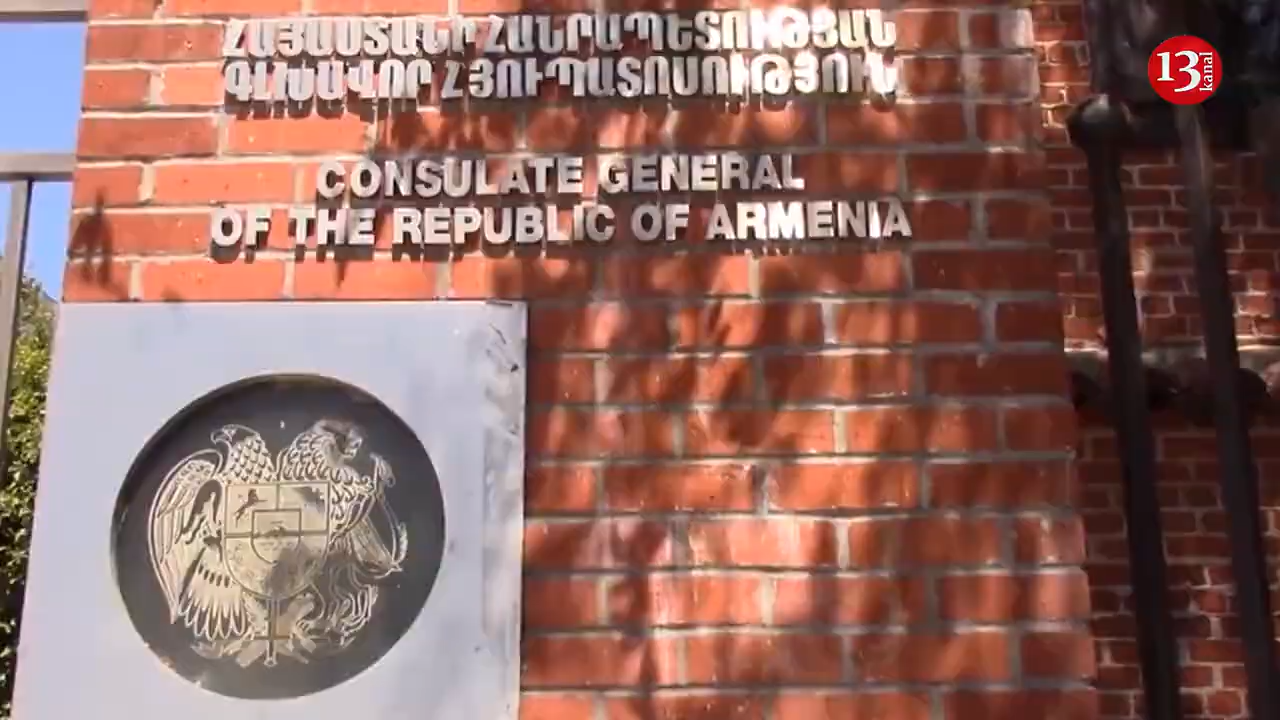 ՀԱՅԱՍՏԱՆԻ ՀԱՆՐԱՊԵՏՈՒԹՅԱՆ
ԳԼԽԱՎՈՐ ՀՅՈՒՊԱՏՈՍՈՒԹՅՈՒՆ
CONSULATE GENERAL
OF THE REPUBLIC OF ARMENIA
13
kanal